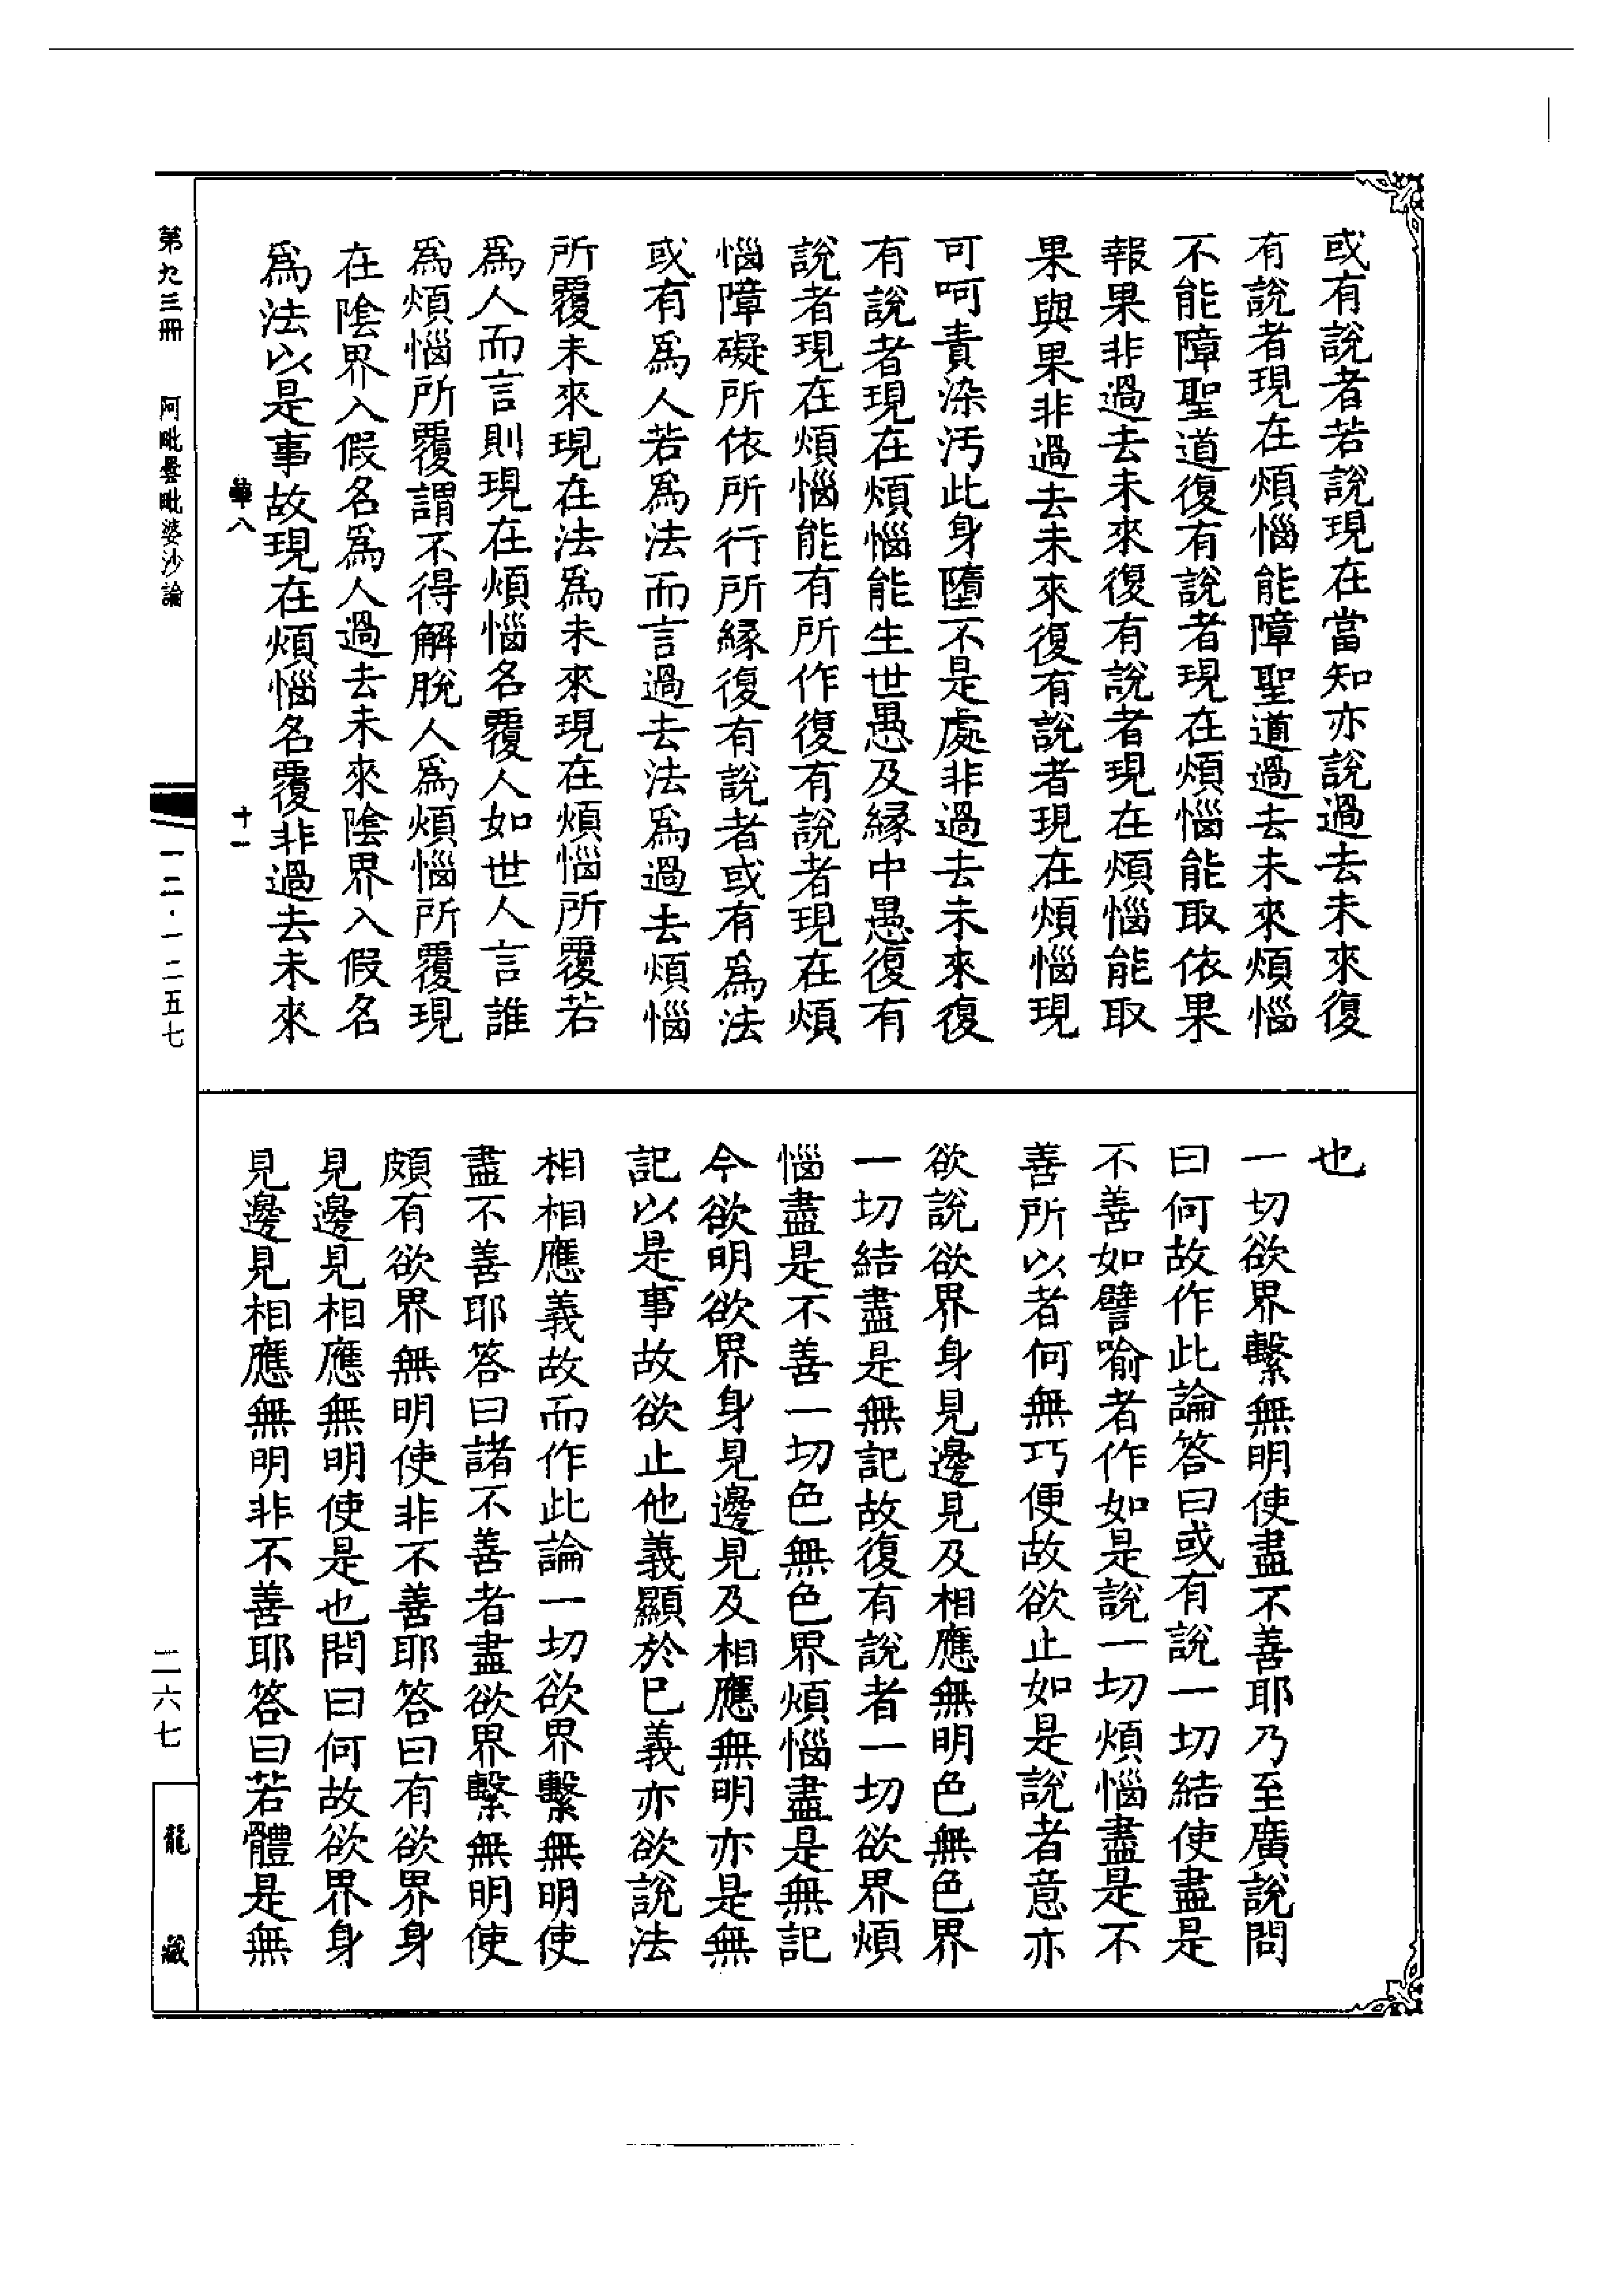 或有說者若說現在當知亦說過去未來復
有說者現在煩惱能障聖道過去未來煩惱
不能障聖道復有說者現在煩惱能取依果
報果非過去未來復有說者現在煩惱能取
果與果非過去未來復有說者現在煩惱現
可呵責染汚此身墮不是處非過去未來復
有說者現在煩惱能生世愚及緣中愚復有
說者現在煩惱能有所作復有說者現在煩
惱障礙所依所行所緣復有說者或有爲法
或有爲人若爲法而言過去法爲過去煩惱
所覆未來現在法爲未來現在煩惱所覆若
爲人而言則現在煩惱名覆人如世人言誰
爲煩惱所覆謂不得解脫人爲煩惱所覆現
在陰界入假名爲人過去未來陰界入假名
爲法以是事故現在煩惱名覆非過去未來
八
十一
也
一切欲界繫無明使盡不善耶乃至廣說問
曰何故作此論答曰或有說一切結使盡是
不善如譬喻者作如是說一切煩惱盡是不
善所以者何無巧便故欲止如是說者意亦
欲說欲界身見邊見及相應無明色無色界
一切結盡是無記故復有說者一切欲界煩
惱盡是不善一切色無色界煩惱盡是無記
今欲明欲界身見邊見及相應無明亦是無
記以是事故欲止他義顯於已義亦欲說法
相相應義故而作此論一切欲界繫無明使
盡不善耶答曰諸不善者盡欲界繫無明使
頗有欲界無明使非不善耶答曰有欲界身
見邊見相應無明使是也問曰何故欲界身
見邊見相應無明非不善耶答曰若體是無
第九三冊
阿毗曇毗婆沙論
一二·一二五七
二六七
龍藏